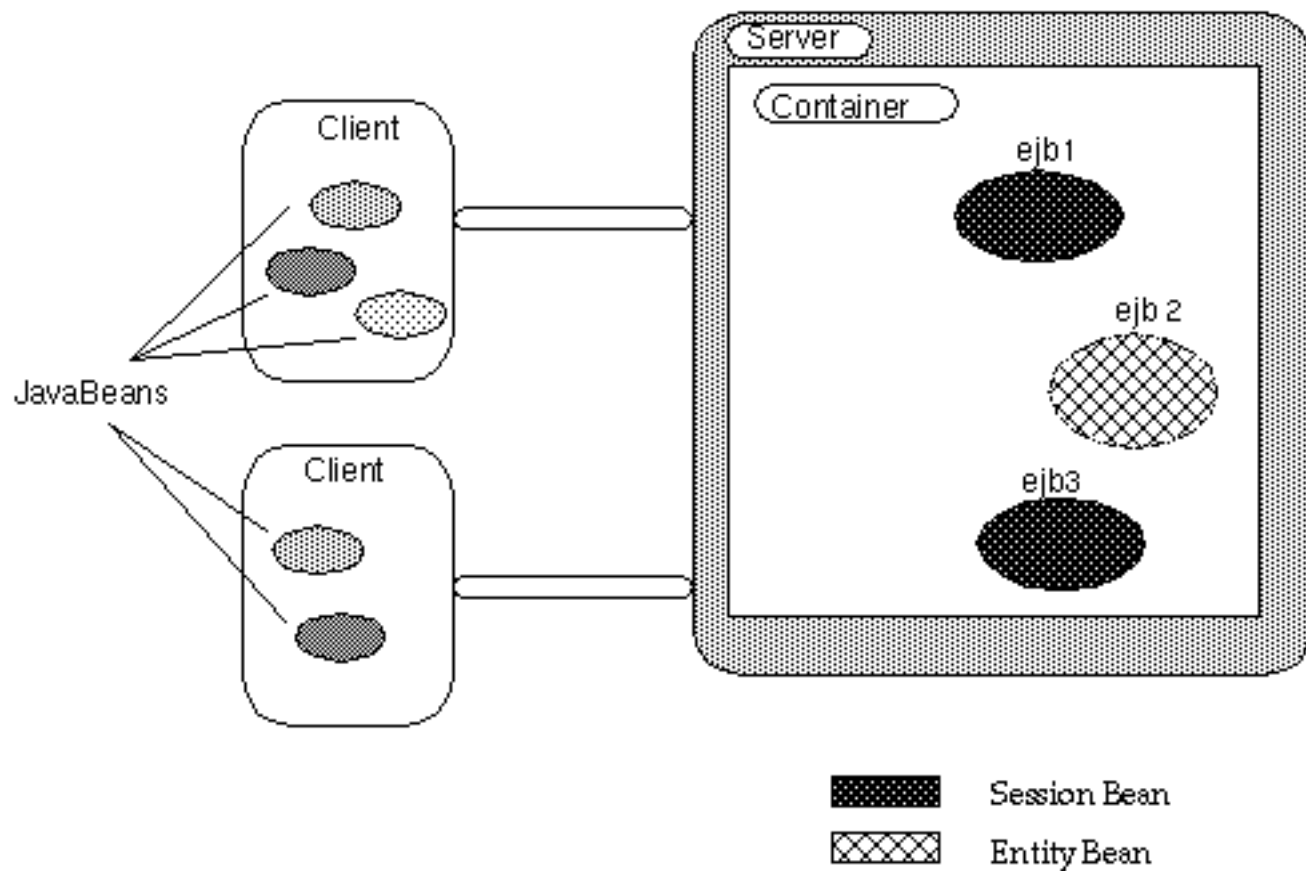 Server
Container
Client
ejb1
ejb 2
JavaBeans
Client
ejb3
Session Bean
Entity Bean